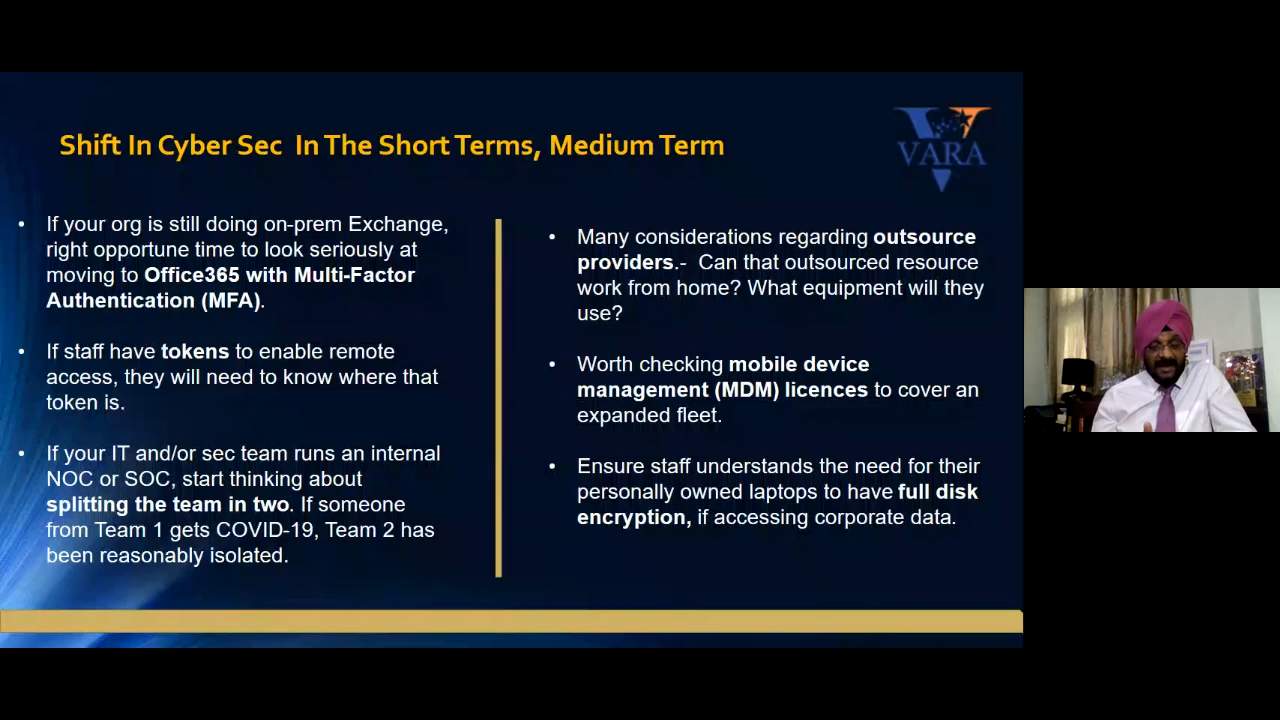 Shift In Cyber Sec  In The Short Terms, Medium Term
VARA
• If your org is still doing on-prem Exchange,
right opportune time to look seriously at
moving to Office365 with Multi-Factor
Authentication (MFA).
• If staff have tokens to enable remote
access, they will need to know where that
token is.
• If your IT and/or sec team runs an internal
NOC or SOC, start thinking about
splitting the team in two. If someone
from Team 1 gets COVID-19, Team 2 has
been reasonably isolated.
• Many considerations regarding outsource
providers.-  Can that outsourced resource
work from home? What equipment will they
use?
• Worth checking mobile device
management (MDM) licences to cover an
expanded fleet.
• Ensure staff understands the need for their
personally owned laptops to have full disk
encryption, if accessing corporate data.